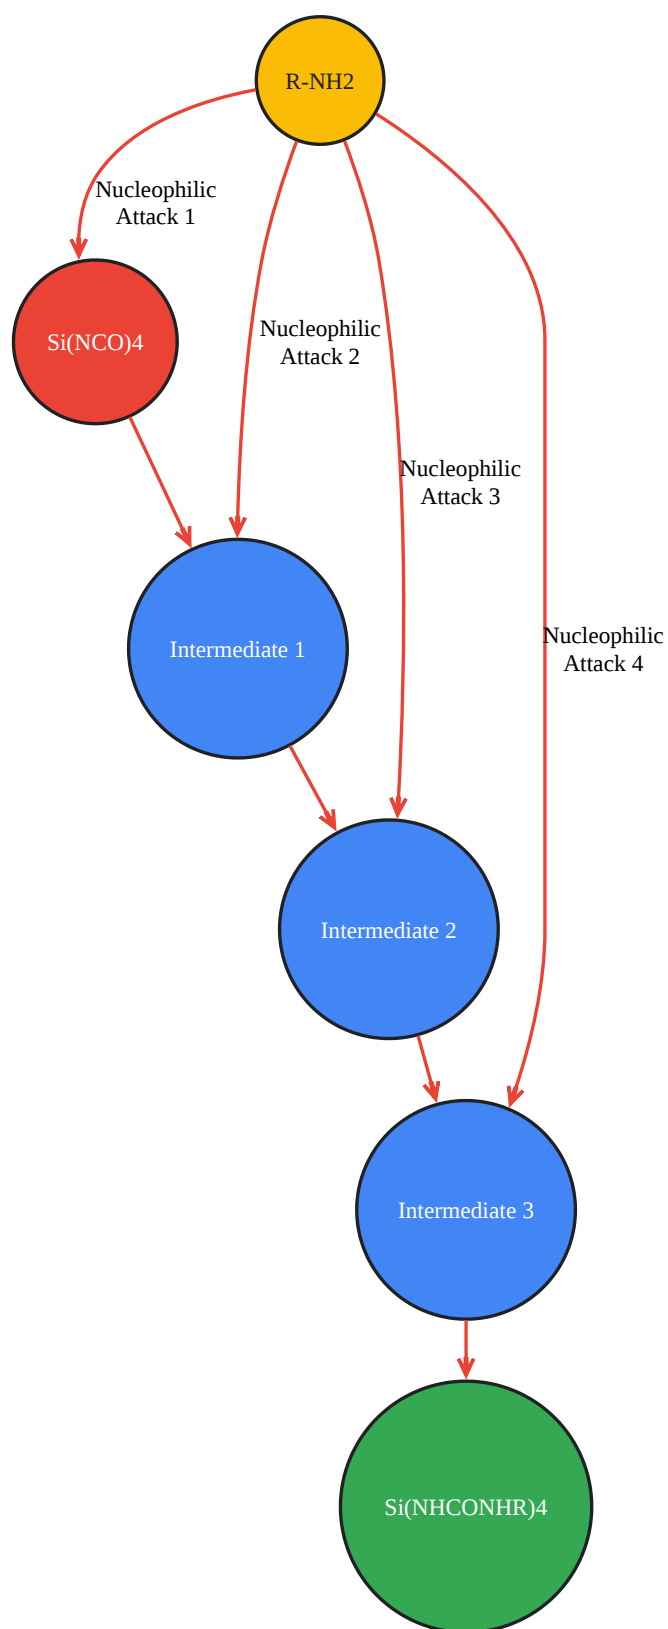 R-NH2
Nucleophilic
Attack 1
Nucleophilic
Attack 2
Si(NCO)4
Nucleophilic
Attack 3
Nucleophilic
Attack 4
Intermediate 1
Intermediate 2
Intermediate 3
Si(NHCONHR)4